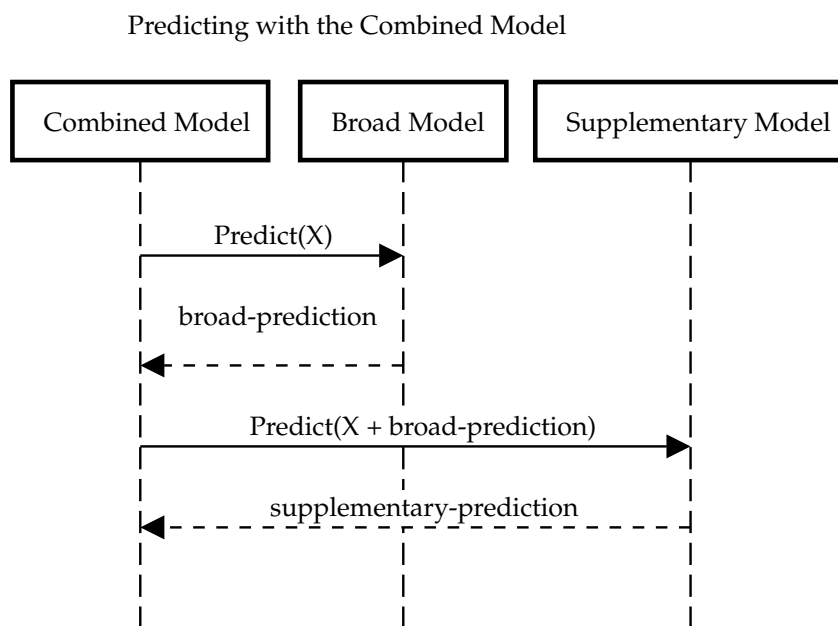 Predicting with the Combined Model
Combined Model
Broad Model
Supplementary Model
Predict(X)
broad-prediction
Predict(X + broad-prediction)
supplementary-prediction